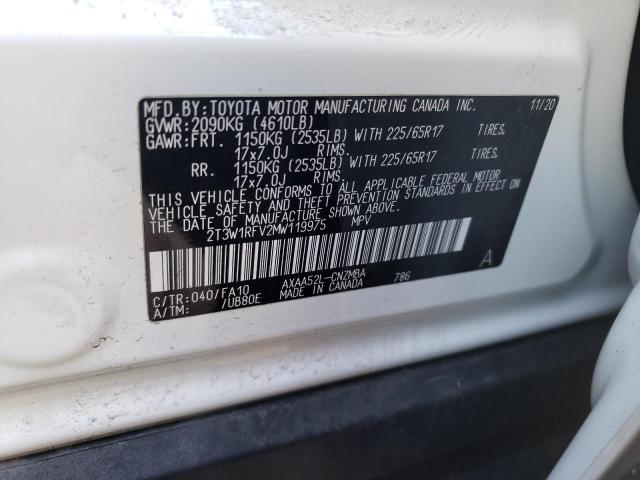 MFD. BY: TOYOTA MOTOR MANUFACTURING CANADA INC. 11/20
GVWR: 2090KG (4610LB)
GAWR: FRT. 1150KG (2535LB) WITH 225/65R17 TIRES,
17x7.0J RIMS.
RR. 1150KG (2535LB) WITH 225/65R17 TIRES,
17x7.0J RIMS.
THIS VEHICLE CONFORMS TO ALL APPLICABLE FEDERAL MOTOR
VEHICLE SAFETY AND THEFT PREVENTION STANDARDS IN EFFECT ON
THE DATE OF MANUFACTURE SHOWN ABOVE.
2T3W1RFV2MW119975 MPV
C/TR: 040/FA10 AXAA52L-CNZMBA 786 A
A/TM: /UB80E MADE IN CANADA